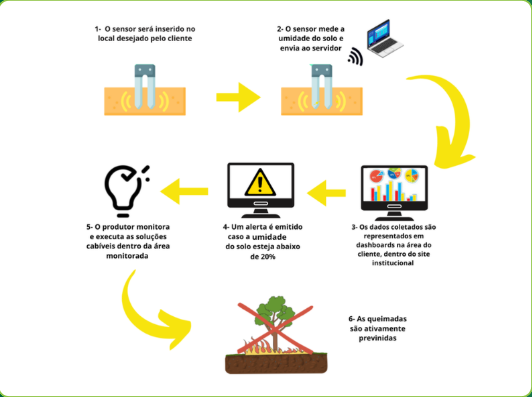 1- O sensor será inserido no
local desejado pelo cliente
2- O sensor mede a
umidade do solo e
envia ao servidor
3- Os dados coletados são
representados em
dashboards na área do
cliente, dentro do site
institucional
4- Um alerta é emitido
caso a umidade
do solo esteja abaixo
de 20%
5- O produtor monitora
e executa as soluções
cabíveis dentro da área
monitorada
6- As queimadas
são ativamente
previnidas